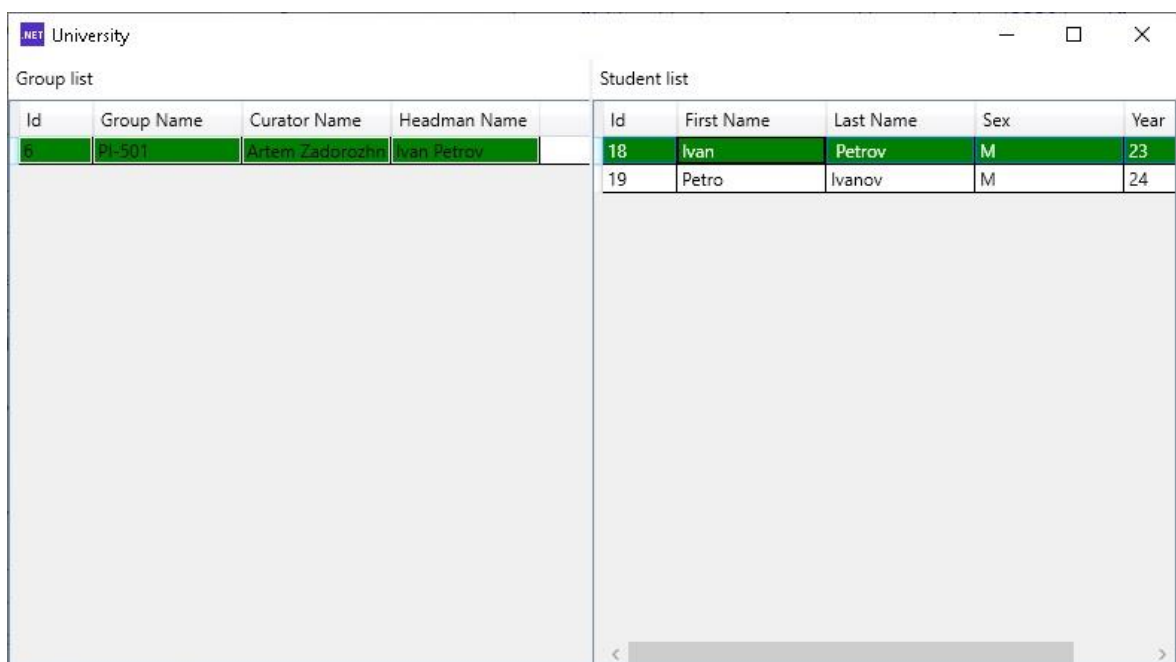 .NET University
Group list
Id Group Name Curator Name Headman Name
6 PI-501 Artem Zadorozhn Ivan Petrov
Student list
Id First Name Last Name Sex Year
18 Ivan Petrov M 23
19 Petro Ivanov M 24